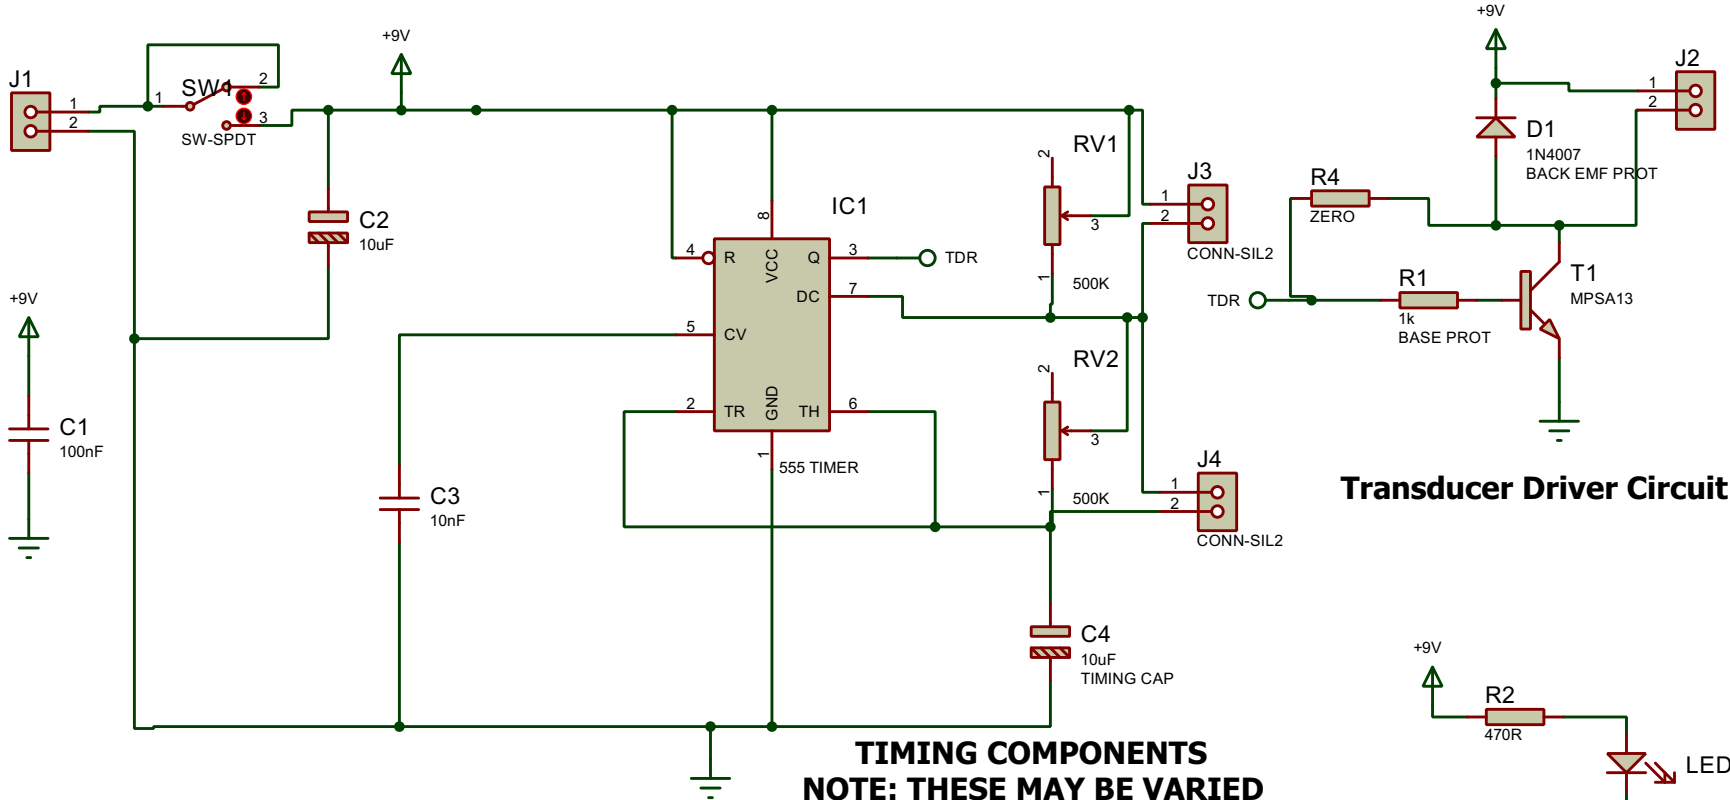 J1
1
2
SW1
1
2
3
SW-SPDT
+9V
C2
10uF
+9V
C1
100nF
C3
10nF
IC1
8
4
R
VCC
Q
3
TDR
DC
7
5
CV
2
TR
GND
TH
6
1
555 TIMER
RV1
2
3
1
500K
RV2
2
3
1
500K
J3
1
2
CONN-SIL2
J4
1
2
CONN-SIL2
C4
10uF
TIMING CAP
TIMING COMPONENTS
NOTE: THESE MAY BE VARIED
+9V
J2
1
2
D1
1N4007
BACK EMF PROT
R4
ZERO
TDR
R1
1k
BASE PROT
T1
MPSA13
Transducer Driver Circuit
+9V
R2
470R
LED